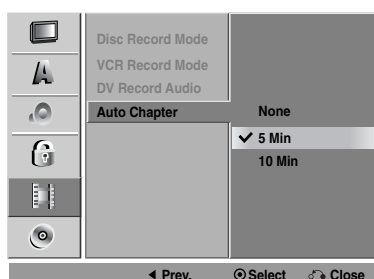 Disc Record Mode
VCR Record Mode
DV Record Audio
Auto Chapter
None
5 Min
10 Min
Prev.
Select
Close